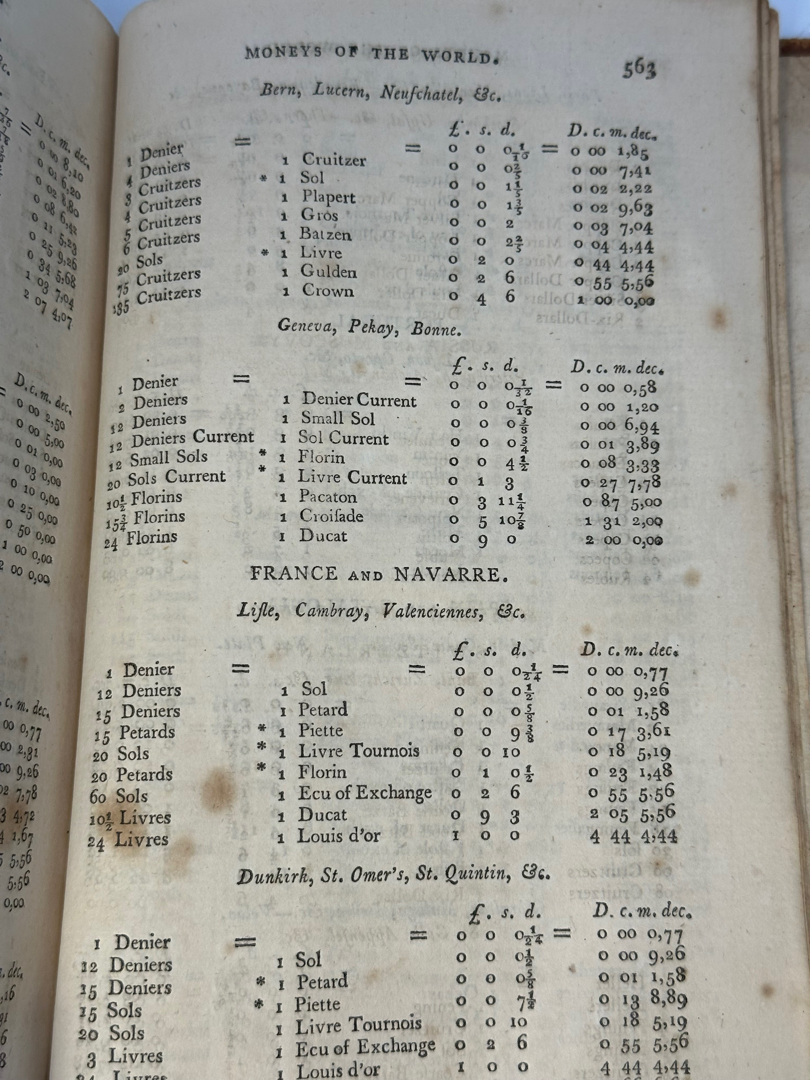 MONEYS OF THE WORLD.
563
Bern, Lucern, Neufchatel, &c.
£. s. d. D. c. m. dec.
1 Denier = = 0 0 0 1/10 = 0 00 1,85
4 Deniers 1 Cruitzer 0 0 0 2/5 0 00 7,41
3 Cruitzers * 1 Sol 0 0 1 1/5 0 02 2,22
4 Cruitzers 1 Plapert 0 0 1 3/5 0 02 9,63
5 Cruitzers 1 Gros 0 0 2 0 03 7,04
6 Cruitzers 1 Batzen 0 0 2 2/5 0 04 4,44
20 Sols * 1 Livre 0 2 0 0 44 4,44
75 Cruitzers 1 Gulden 0 2 6 0 55 5,56
135 Cruitzers 1 Crown 0 4 6 1 00 0,00
Geneva, Pekay, Bonne.
£. s. d. D. c. m. dec.
1 Denier = = 0 0 0 1/32 = 0 00 0,58
2 Deniers 1 Denier Current 0 0 0 1/16 0 00 1,20
12 Deniers 1 Small Sol 0 0 0 3/8 0 00 6,94
12 Deniers Current 1 Sol Current 0 0 0 3/4 0 01 3,89
12 Small Sols * 1 Florin 0 0 4 1/2 0 08 3,33
20 Sols Current * 1 Livre Current 0 1 3 0 27 7,78
10 1/2 Florins 1 Pacaton 0 3 11 1/4 0 87 5,00
15 3/4 Florins 1 Croisade 0 5 10 7/8 1 31 2,00
24 Florins 1 Ducat 0 9 0 2 00 0,00
FRANCE AND NAVARRE.
Lisle, Cambray, Valenciennes, &c.
£. s. d. D. c. m. dec.
1 Denier = = 0 0 0 1/24 = 0 00 0,77
12 Deniers 1 Sol 0 0 0 1/2 0 00 9,26
15 Deniers 1 Petard 0 0 0 5/8 0 01 1,58
15 Petards * 1 Piette 0 0 9 3/8 0 17 3,61
20 Sols * 1 Livre Tournois 0 0 10 0 18 5,19
20 Petards * 1 Florin 0 1 0 1/2 0 23 1,48
60 Sols 1 Ecu of Exchange 0 2 6 0 55 5,56
10 1/2 Livres 1 Ducat 0 9 3 2 05 5,56
24 Livres 1 Louis d'or 1 0 0 4 44 4,44
Dunkirk, St. Omer's, St. Quintin, &c.
£. s. d. D. c. m. dec.
1 Denier = = 0 0 0 1/24 = 0 00 0,77
12 Deniers 1 Sol 0 0 0 1/2 0 00 9,26
15 Deniers * 1 Petard 0 0 0 5/8 0 01 1,58
15 Sols * 1 Piette 0 0 7 1/2 0 13 8,89
20 Sols 1 Livre Tournois 0 0 10 0 18 5,19
3 Livres 1 Ecu of Exchange 0 2 6 0 55 5,56
24 Livres 1 Louis d'or 1 0 0 4 44 4,44